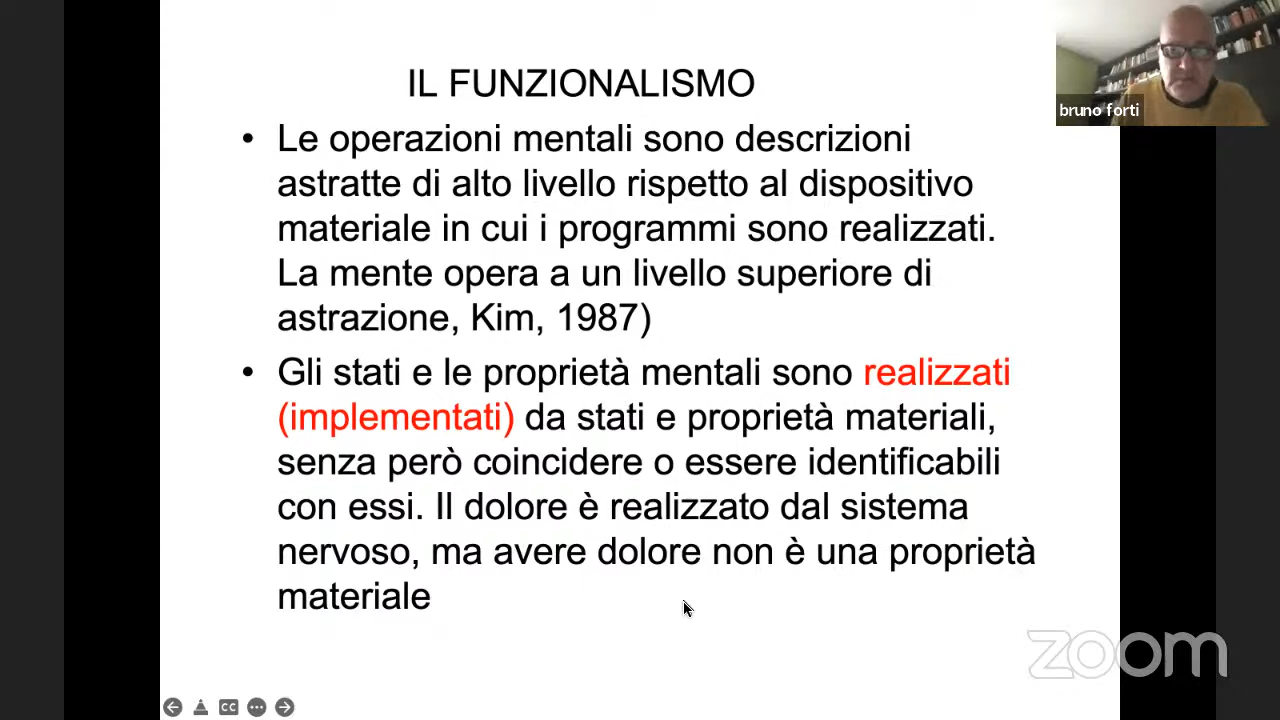 IL FUNZIONALISMO
• Le operazioni mentali sono descrizioni
astratte di alto livello rispetto al dispositivo
materiale in cui i programmi sono realizzati.
La mente opera a un livello superiore di
astrazione, Kim, 1987)
• Gli stati e le proprietà mentali sono realizzati
(implementati) da stati e proprietà materiali,
senza però coincidere o essere identificabili
con essi. Il dolore è realizzato dal sistema
nervoso, ma avere dolore non è una proprietà
materiale
bruno forti
zoom
CC